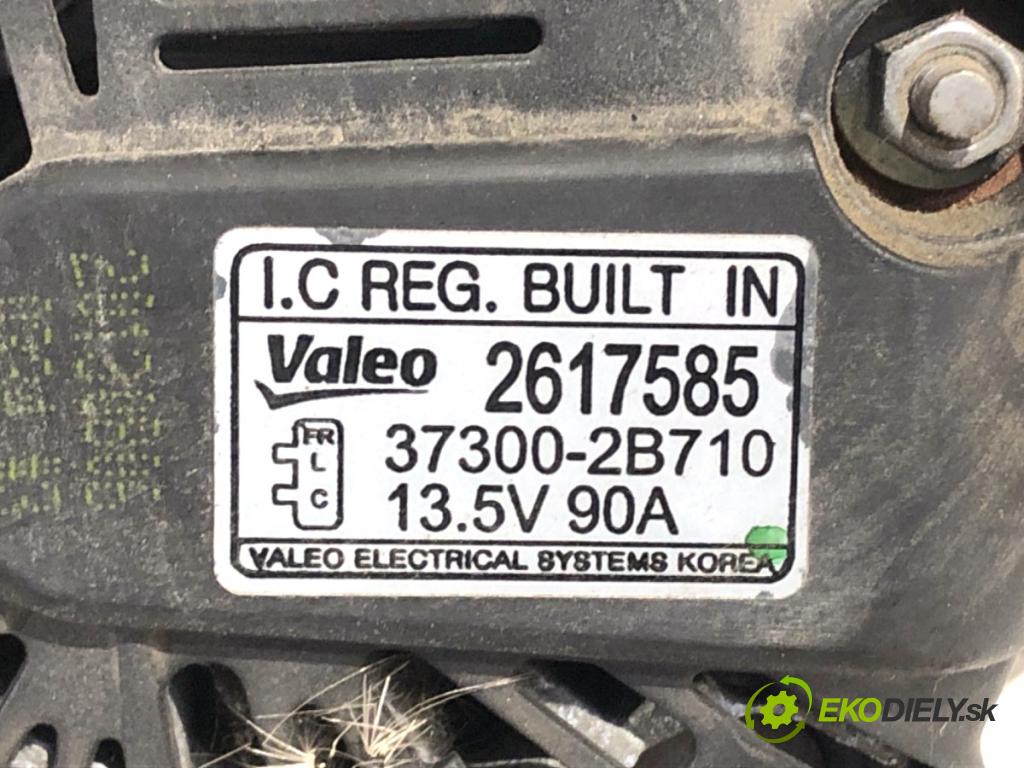 I.C REG. BUILT IN
Valeo 2617585
FR
L
C
37300-2B710
13.5V 90A
VALEO ELECTRICAL SYSTEMS KOREA
EKODIELY.sk